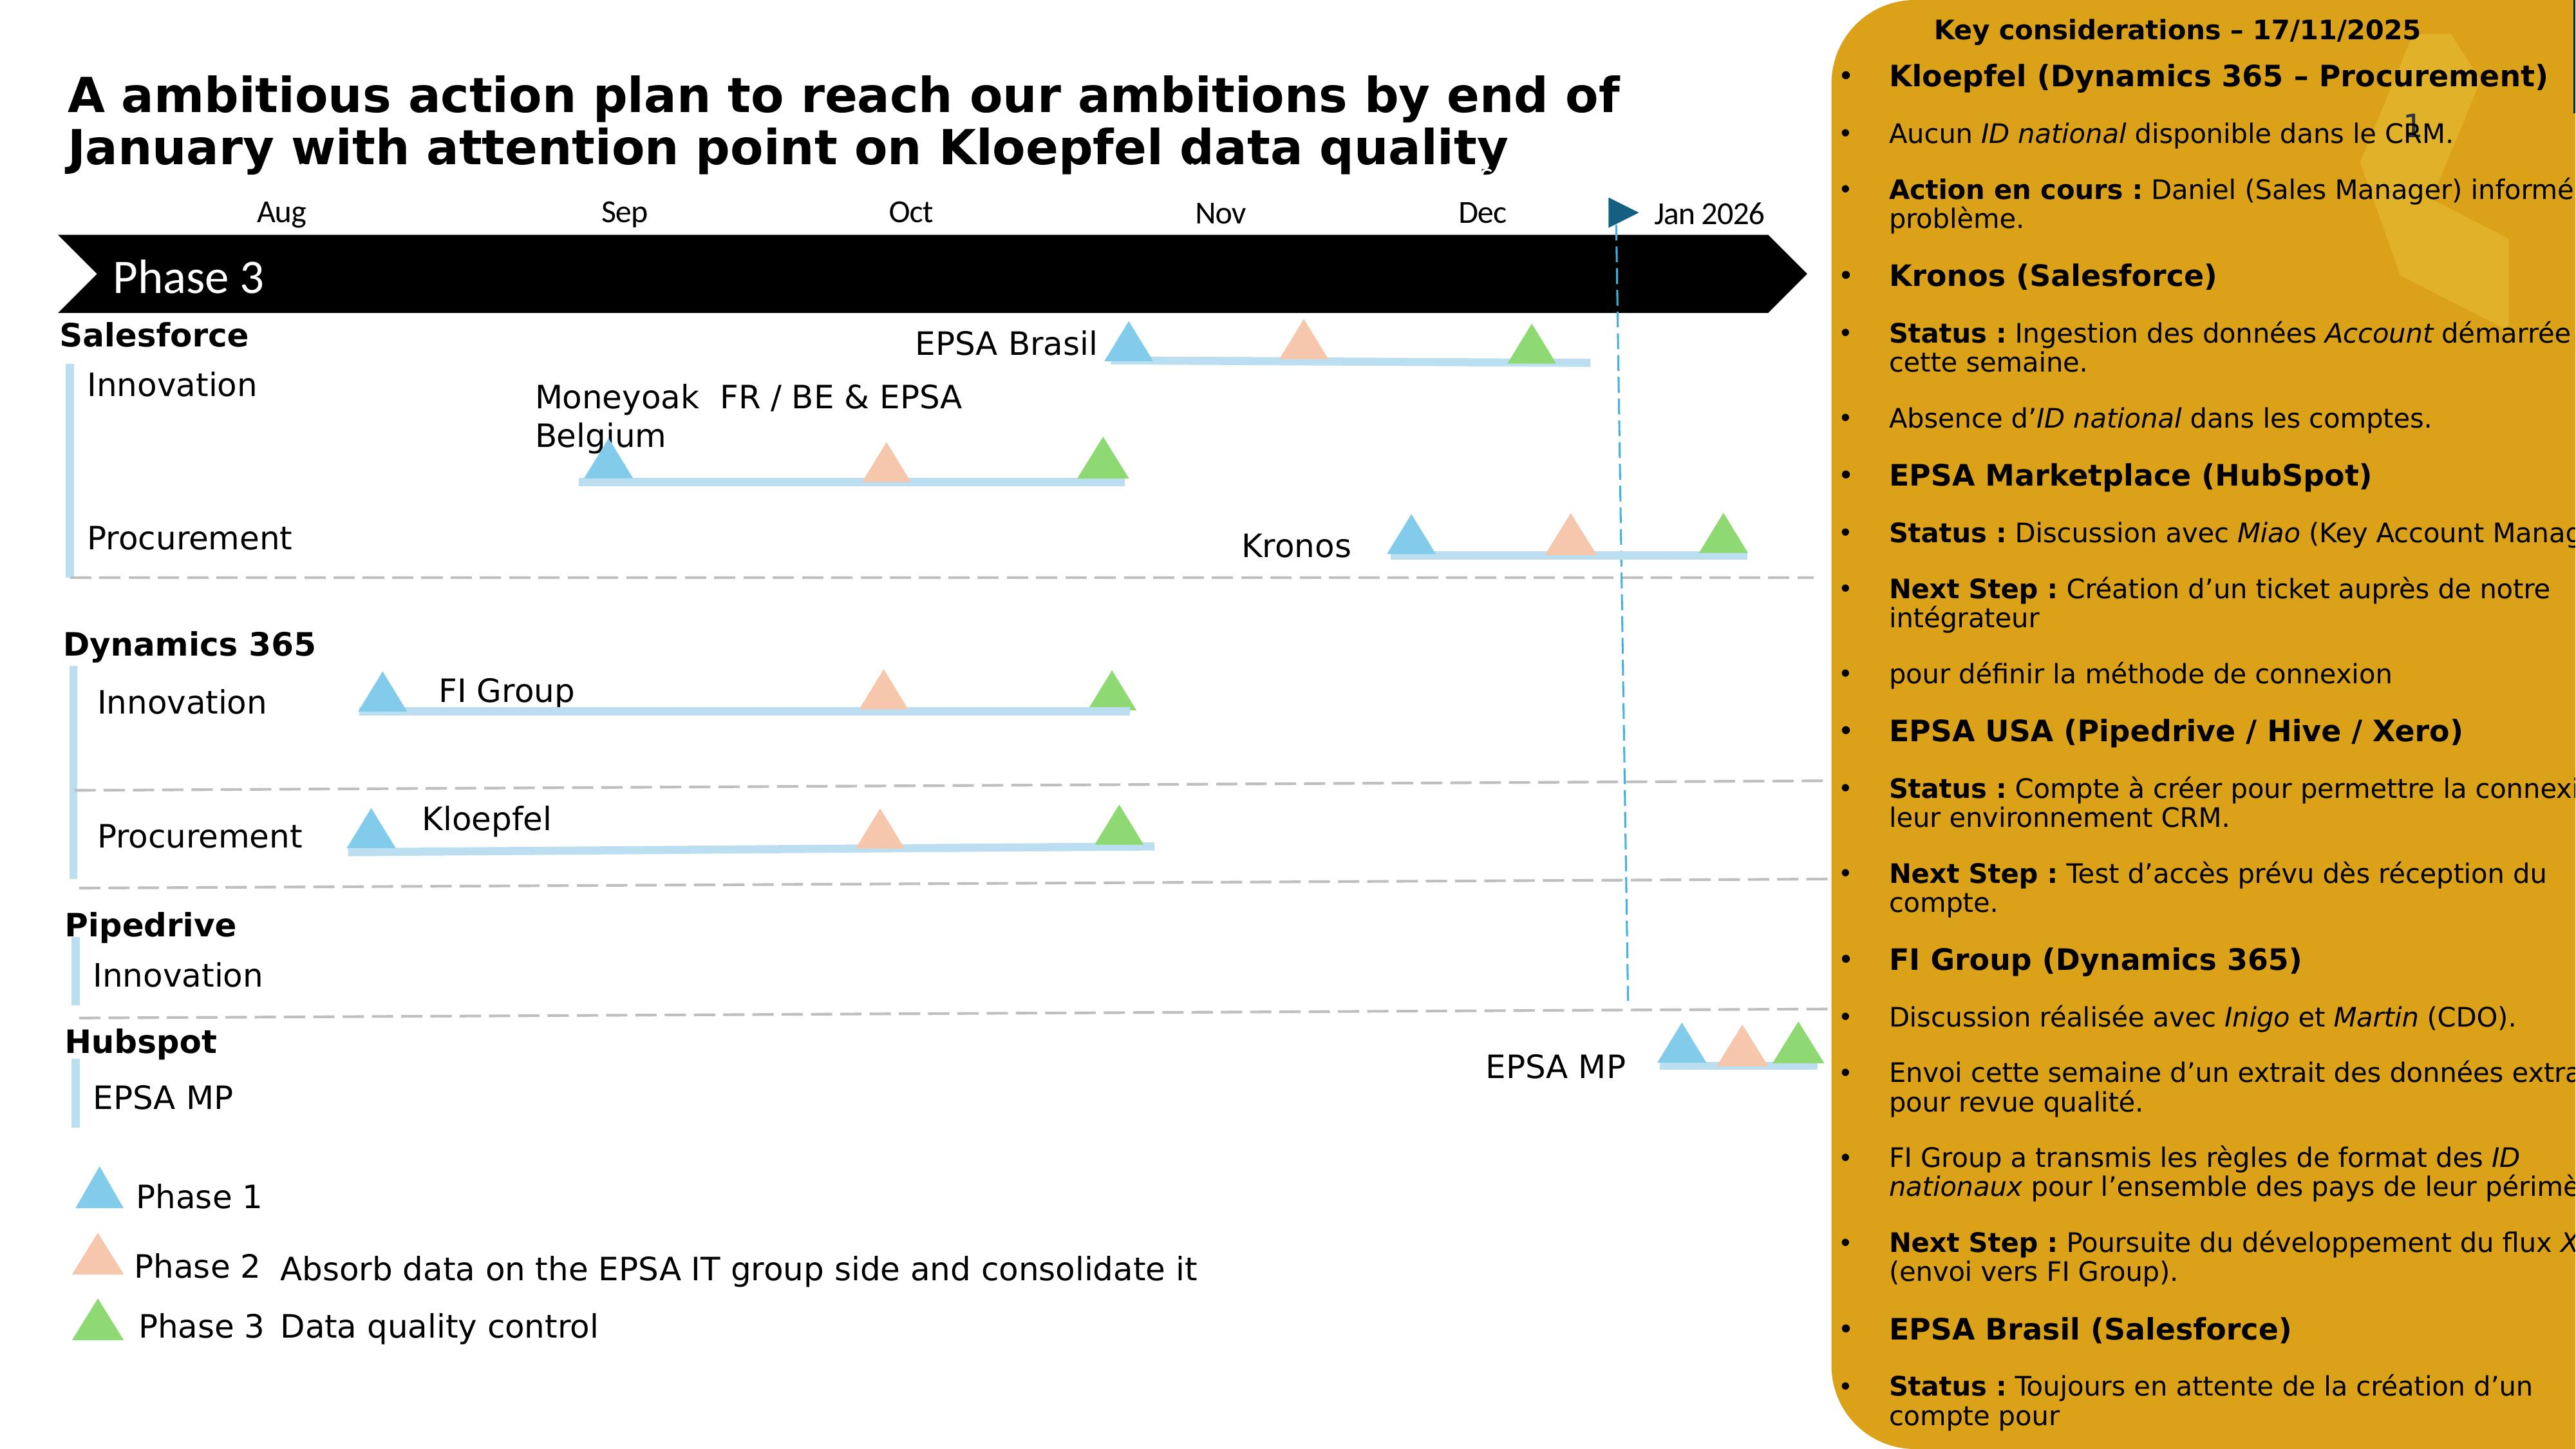 A ambitious action plan to reach our ambitions by end of
January with attention point on Kloepfel data quality
Aug
Sep
Oct
Nov
Dec
Jan 2026
Phase 3
Salesforce
EPSA Brasil
Innovation
Moneyoak  FR / BE & EPSA
Belgium
Procurement
Kronos
Dynamics 365
Innovation
FI Group
Procurement
Kloepfel
Pipedrive
Innovation
Hubspot
EPSA MP
EPSA MP
Phase 1
Phase 2
Absorb data on the EPSA IT group side and consolidate it
Phase 3
Data quality control
Key considerations – 17/11/2025
• Kloepfel (Dynamics 365 – Procurement)
1
• Aucun ID national disponible dans le CRM.
• Action en cours : Daniel (Sales Manager) informé
problème.
• Kronos (Salesforce)
• Status : Ingestion des données Account démarrée
cette semaine.
• Absence d’ID national dans les comptes.
• EPSA Marketplace (HubSpot)
• Status : Discussion avec Miao (Key Account Manag
• Next Step : Création d’un ticket auprès de notre
intégrateur
• pour définir la méthode de connexion
• EPSA USA (Pipedrive / Hive / Xero)
• Status : Compte à créer pour permettre la connexi
leur environnement CRM.
• Next Step : Test d’accès prévu dès réception du
compte.
• FI Group (Dynamics 365)
• Discussion réalisée avec Inigo et Martin (CDO).
• Envoi cette semaine d’un extrait des données extra
pour revue qualité.
• FI Group a transmis les règles de format des ID
nationaux pour l’ensemble des pays de leur périmè
• Next Step : Poursuite du développement du flux X
(envoi vers FI Group).
• EPSA Brasil (Salesforce)
• Status : Toujours en attente de la création d’un
compte pour